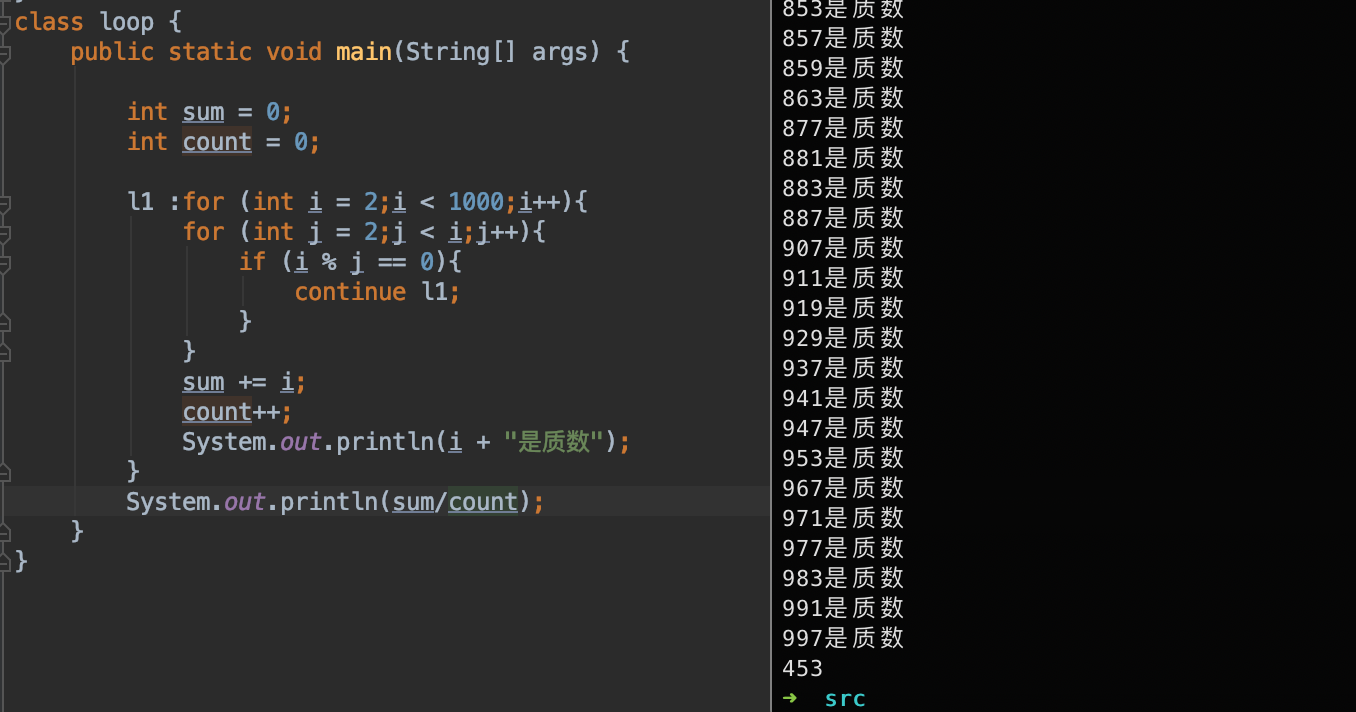 class loop {
public static void main(String[] args) {
int sum = 0;
int count = 0;
l1 :for (int i = 2;i < 1000;i++){
for (int j = 2;j < i;j++){
if (i % j == 0){
continue l1;
}
}
sum += i;
count++;
System.out.println(i + "是质数");
}
System.out.println(sum/count);
}
}
853是质数
857是质数
859是质数
863是质数
877是质数
881是质数
883是质数
887是质数
907是质数
911是质数
919是质数
929是质数
937是质数
941是质数
947是质数
953是质数
967是质数
971是质数
977是质数
983是质数
991是质数
997是质数
453
➜ src